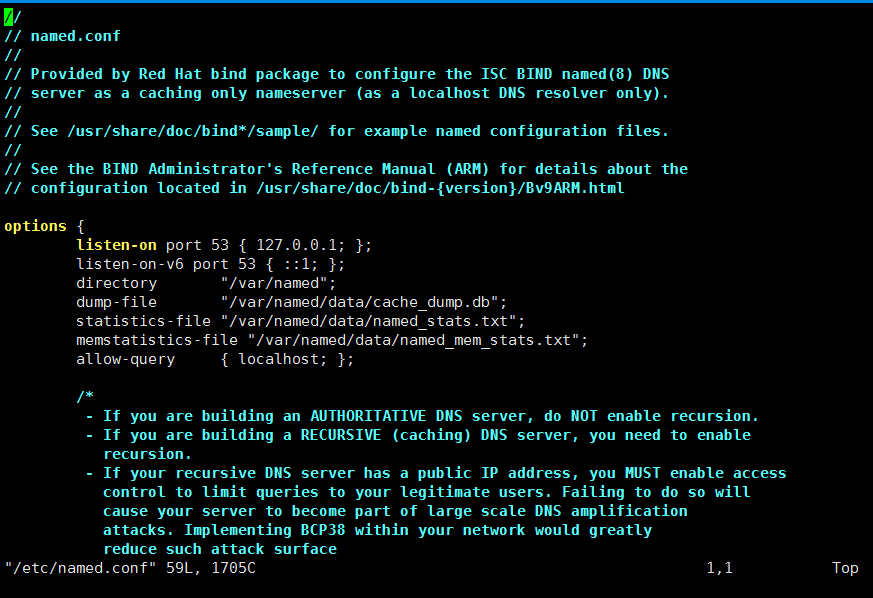 //
// named.conf
//
// Provided by Red Hat bind package to configure the ISC BIND named(8) DNS
// server as a caching only nameserver (as a localhost DNS resolver only).
//
// See /usr/share/doc/bind*/sample/ for example named configuration files.
//
// See the BIND Administrator's Reference Manual (ARM) for details about the
// configuration located in /usr/share/doc/bind-{version}/Bv9ARM.html

options {
        listen-on port 53 { 127.0.0.1; };
        listen-on-v6 port 53 { ::1; };
        directory       "/var/named";
        dump-file       "/var/named/data/cache_dump.db";
        statistics-file "/var/named/data/named_stats.txt";
        memstatistics-file "/var/named/data/named_mem_stats.txt";
        allow-query     { localhost; };

        /*
         - If you are building an AUTHORITATIVE DNS server, do NOT enable recursion.
         - If you are building a RECURSIVE (caching) DNS server, you need to enable
           recursion.
         - If your recursive DNS server has a public IP address, you MUST enable access
           control to limit queries to your legitimate users. Failing to do so will
           cause your server to become part of large scale DNS amplification
           attacks. Implementing BCP38 within your network would greatly
           reduce such attack surface
"/etc/named.conf" 59L, 1705C                                                  1,1           Top